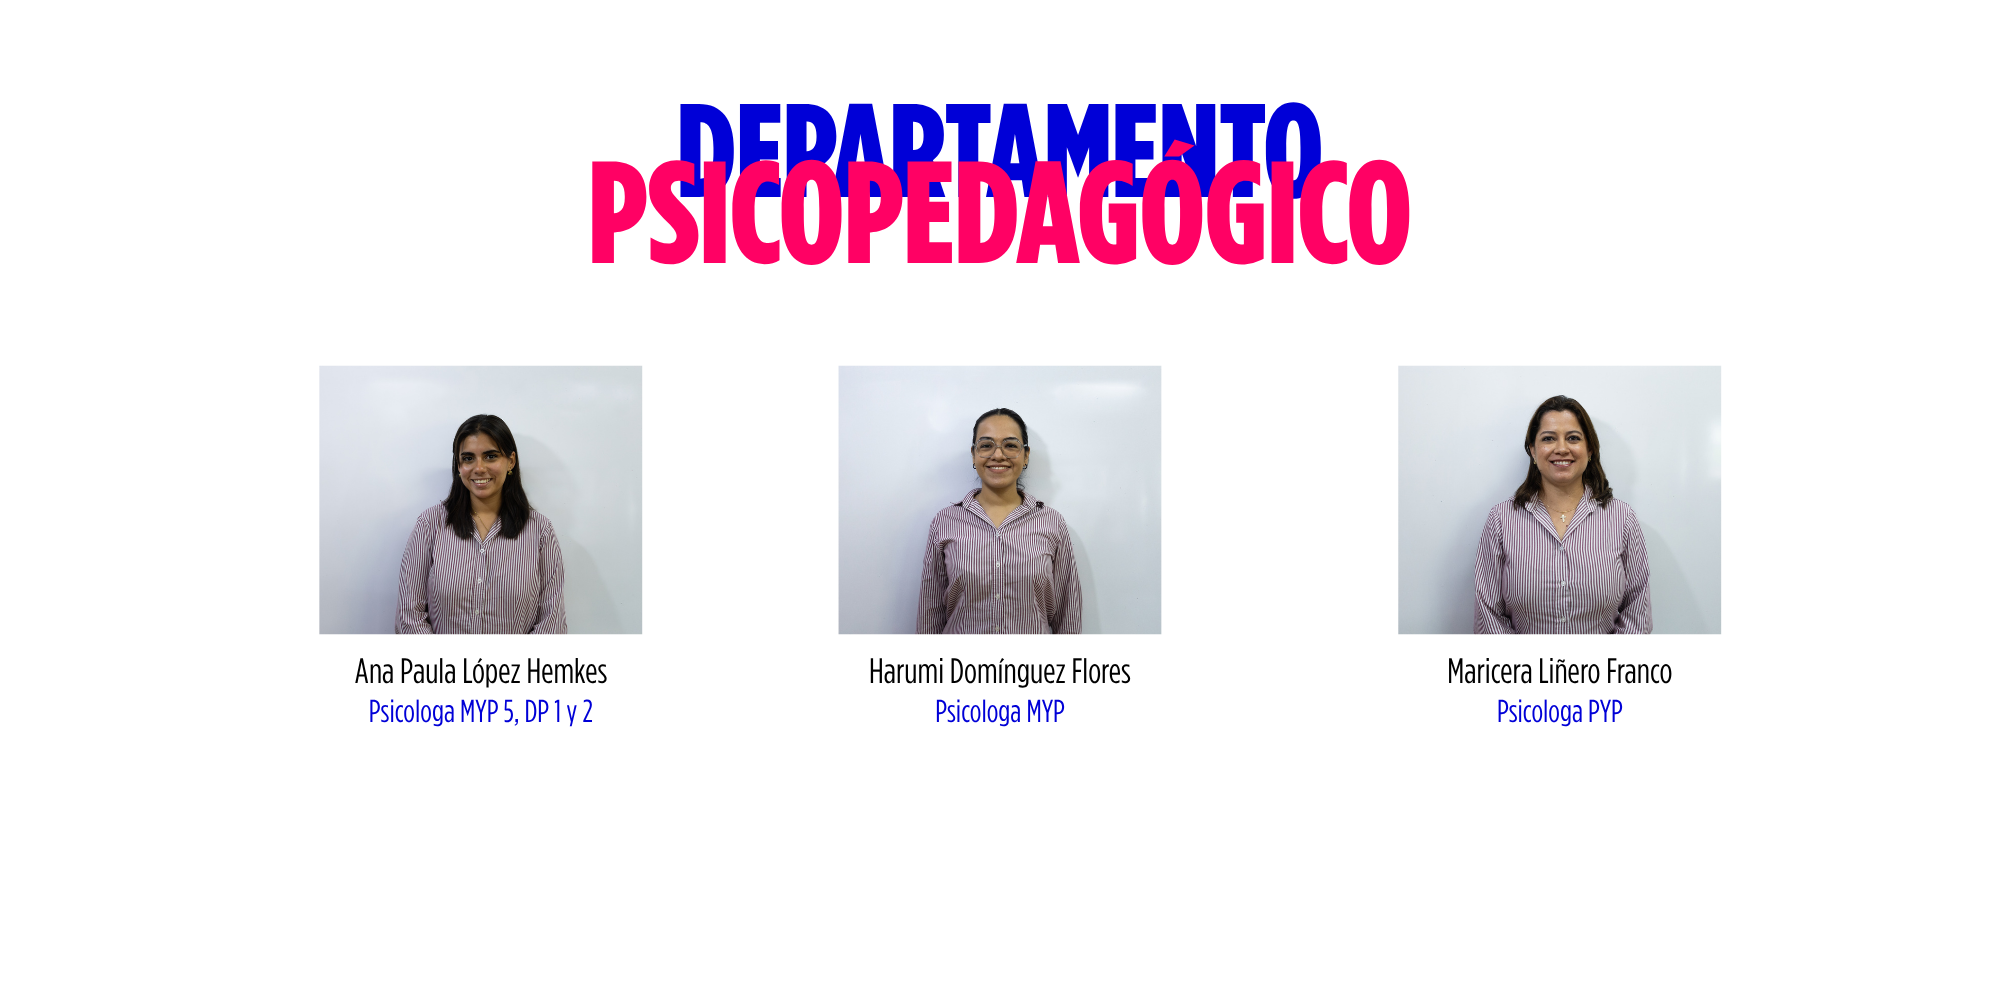 DEPARTAMENTO
PSICOPEDAGÓGICO
Ana Paula López Hemkes
Psicologa MYP 5, DP 1 y 2
Harumi Domínguez Flores
Psicologa MYP
Maricera Liñero Franco
Psicologa PYP